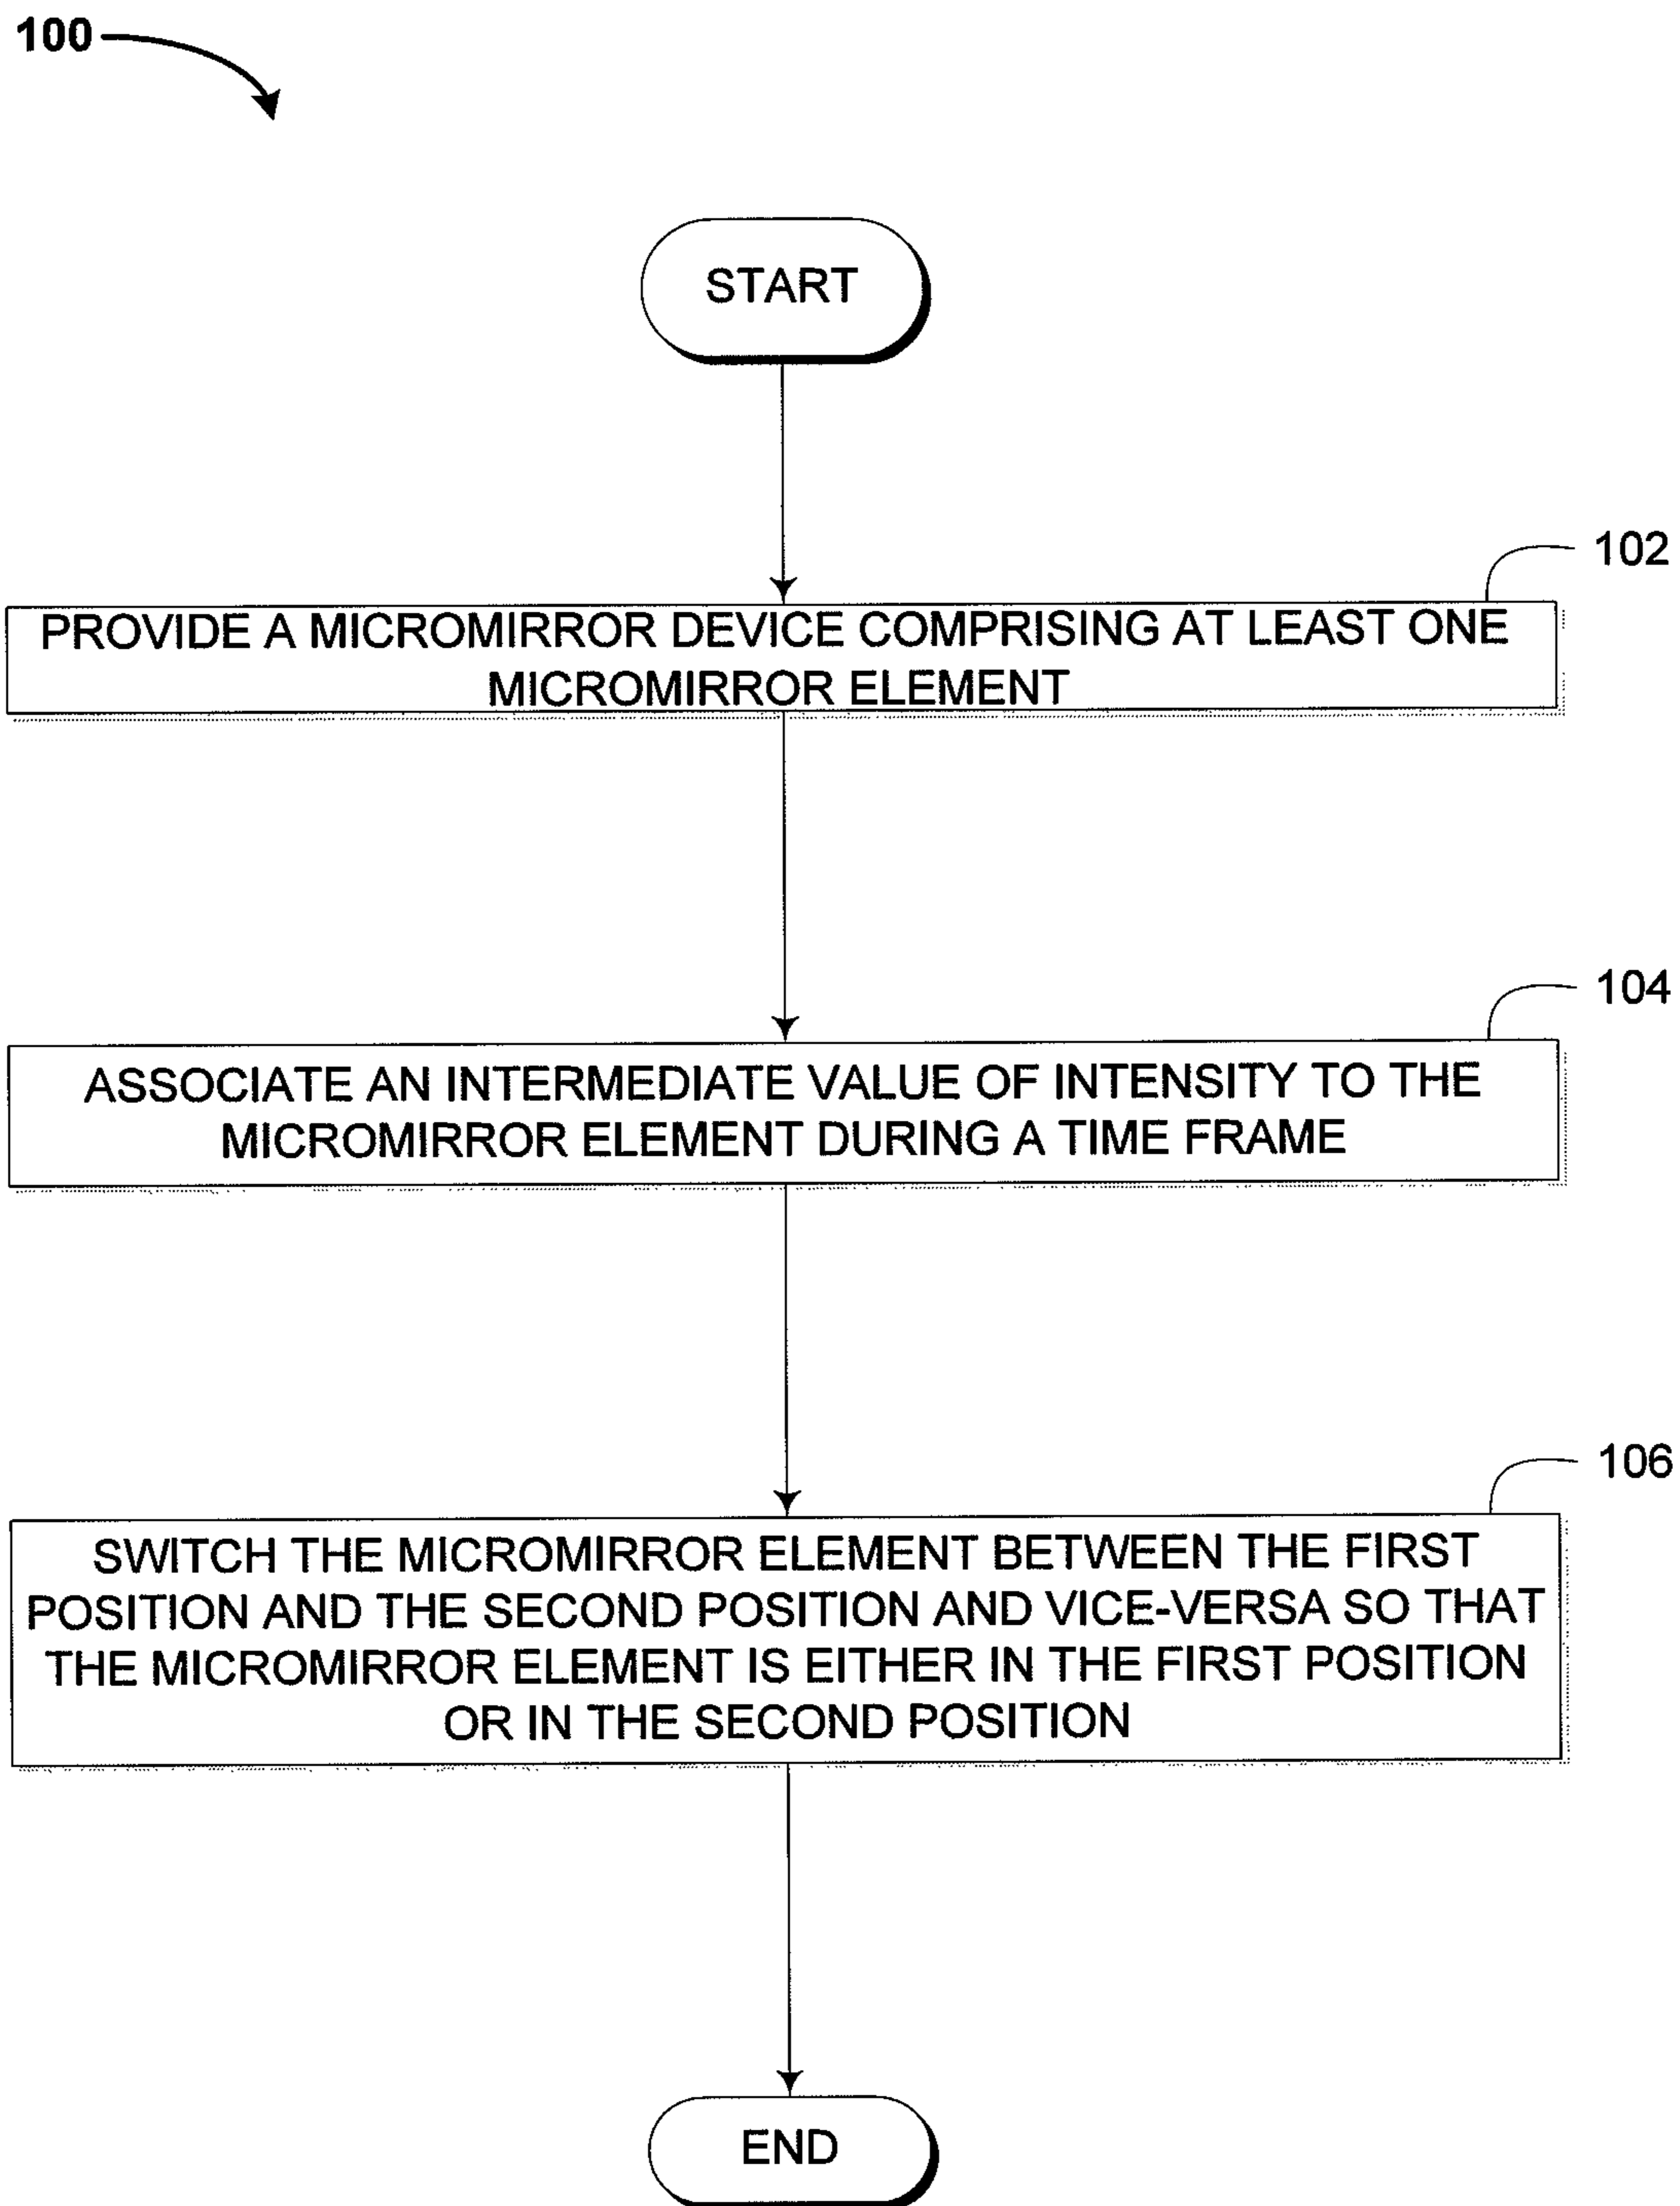 100
START
102
PROVIDE A MICROMIRROR DEVICE COMPRISING AT LEAST ONE
MICROMIRROR ELEMENT
104
ASSOCIATE AN INTERMEDIATE VALUE OF INTENSITY TO THE
MICROMIRROR ELEMENT DURING A TIME FRAME
106
SWITCH THE MICROMIRROR ELEMENT BETWEEN THE FIRST
POSITION AND THE SECOND POSITION AND VICE-VERSA SO THAT
THE MICROMIRROR ELEMENT IS EITHER IN THE FIRST POSITION
OR IN THE SECOND POSITION
END